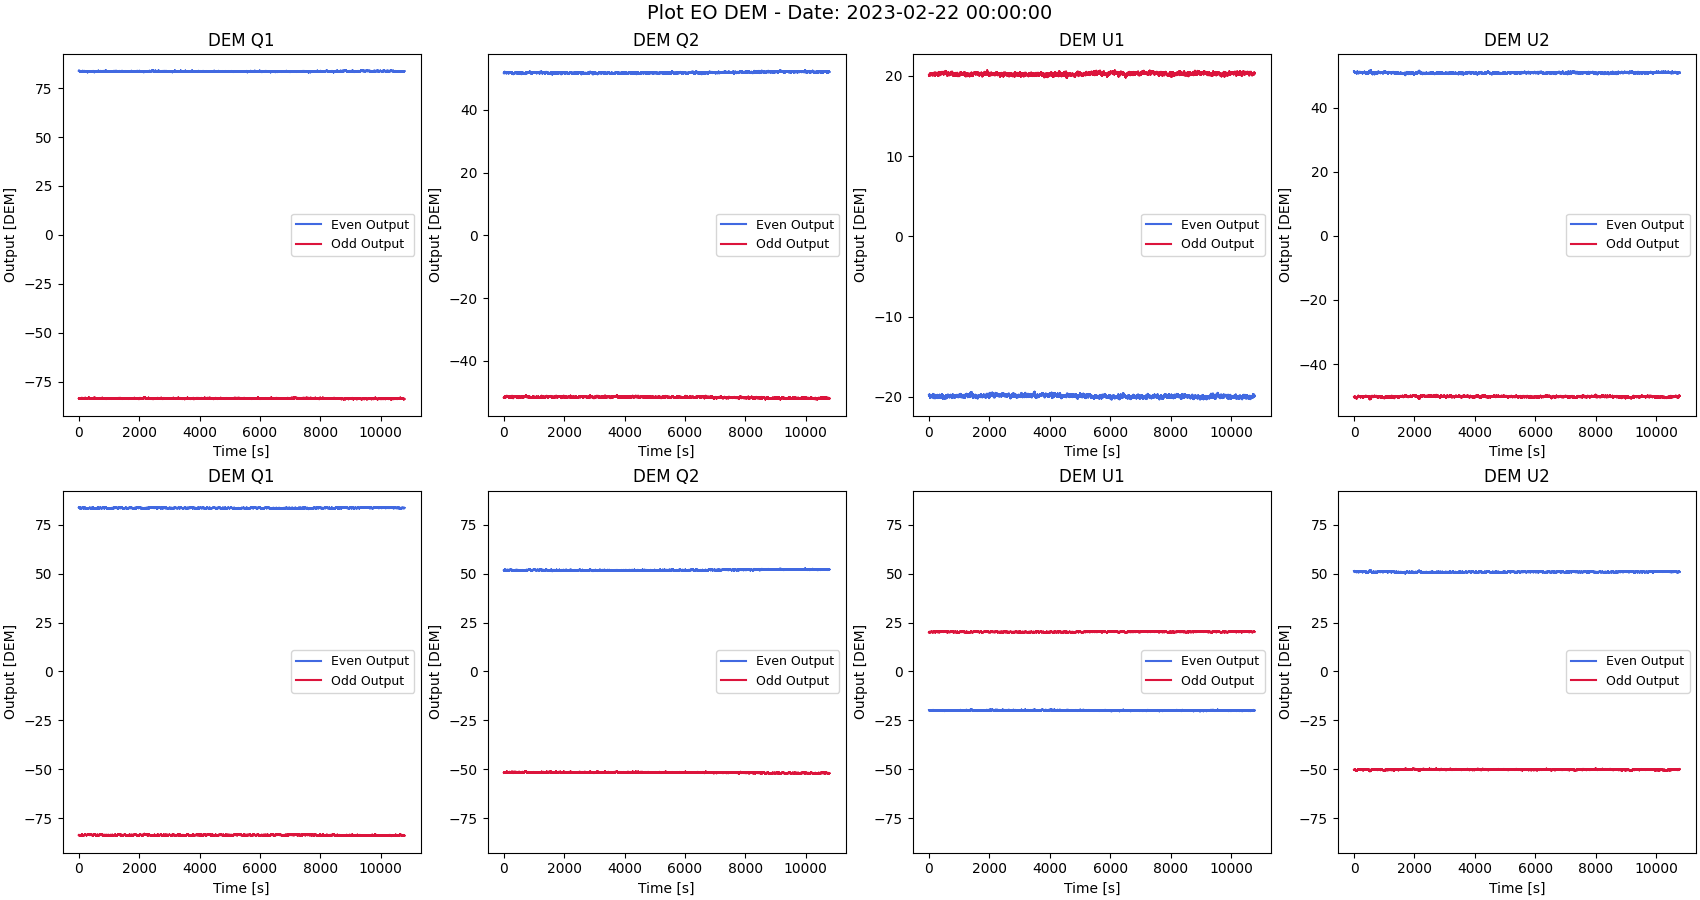 Plot EO DEM - Date: 2023-02-22 00:00:00
DEM Q1
Output [DEM]
75
50
25
0
−25
−50
−75
Even Output
Odd Output
0 2000 4000 6000 8000 10000
Time [s]
DEM Q2
Output [DEM]
40
20
0
−20
−40
Even Output
Odd Output
0 2000 4000 6000 8000 10000
Time [s]
DEM U1
Output [DEM]
20
10
0
−10
−20
Even Output
Odd Output
0 2000 4000 6000 8000 10000
Time [s]
DEM U2
Output [DEM]
40
20
0
−20
−40
Even Output
Odd Output
0 2000 4000 6000 8000 10000
Time [s]
DEM Q1
Output [DEM]
75
50
25
0
−25
−50
−75
Even Output
Odd Output
0 2000 4000 6000 8000 10000
Time [s]
DEM Q2
Output [DEM]
75
50
25
0
−25
−50
−75
Even Output
Odd Output
0 2000 4000 6000 8000 10000
Time [s]
DEM U1
Output [DEM]
75
50
25
0
−25
−50
−75
Even Output
Odd Output
0 2000 4000 6000 8000 10000
Time [s]
DEM U2
Output [DEM]
75
50
25
0
−25
−50
−75
Even Output
Odd Output
0 2000 4000 6000 8000 10000
Time [s]